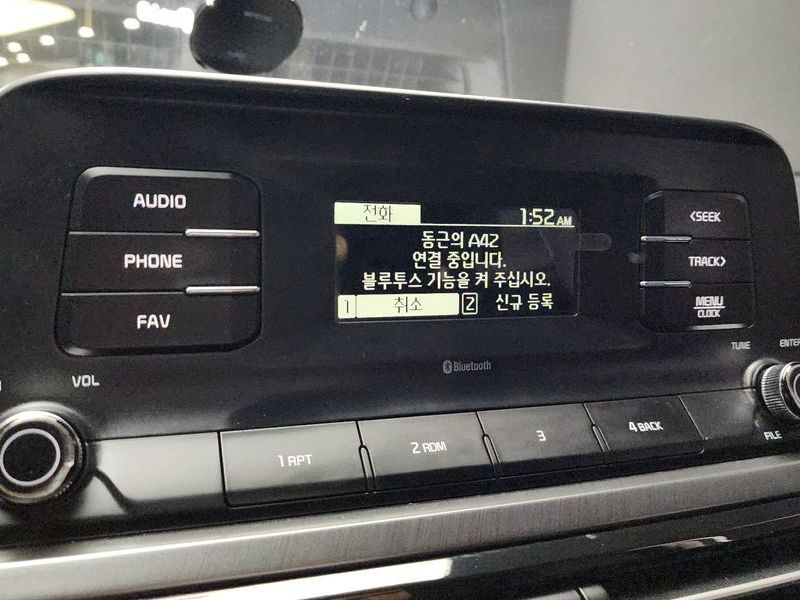 AUDIO
PHONE
FAV
전화 1:52 AM
동근의 A42
연결 중입니다.
블루투스 기능을 켜 주십시오.
1 취소 2 신규 등록
<SEEK
TRACK>
MENU
CLOCK
Bluetooth
VOL
TUNE
ENTER
FILE
1 RPT
2 RDM
3
4 BACK